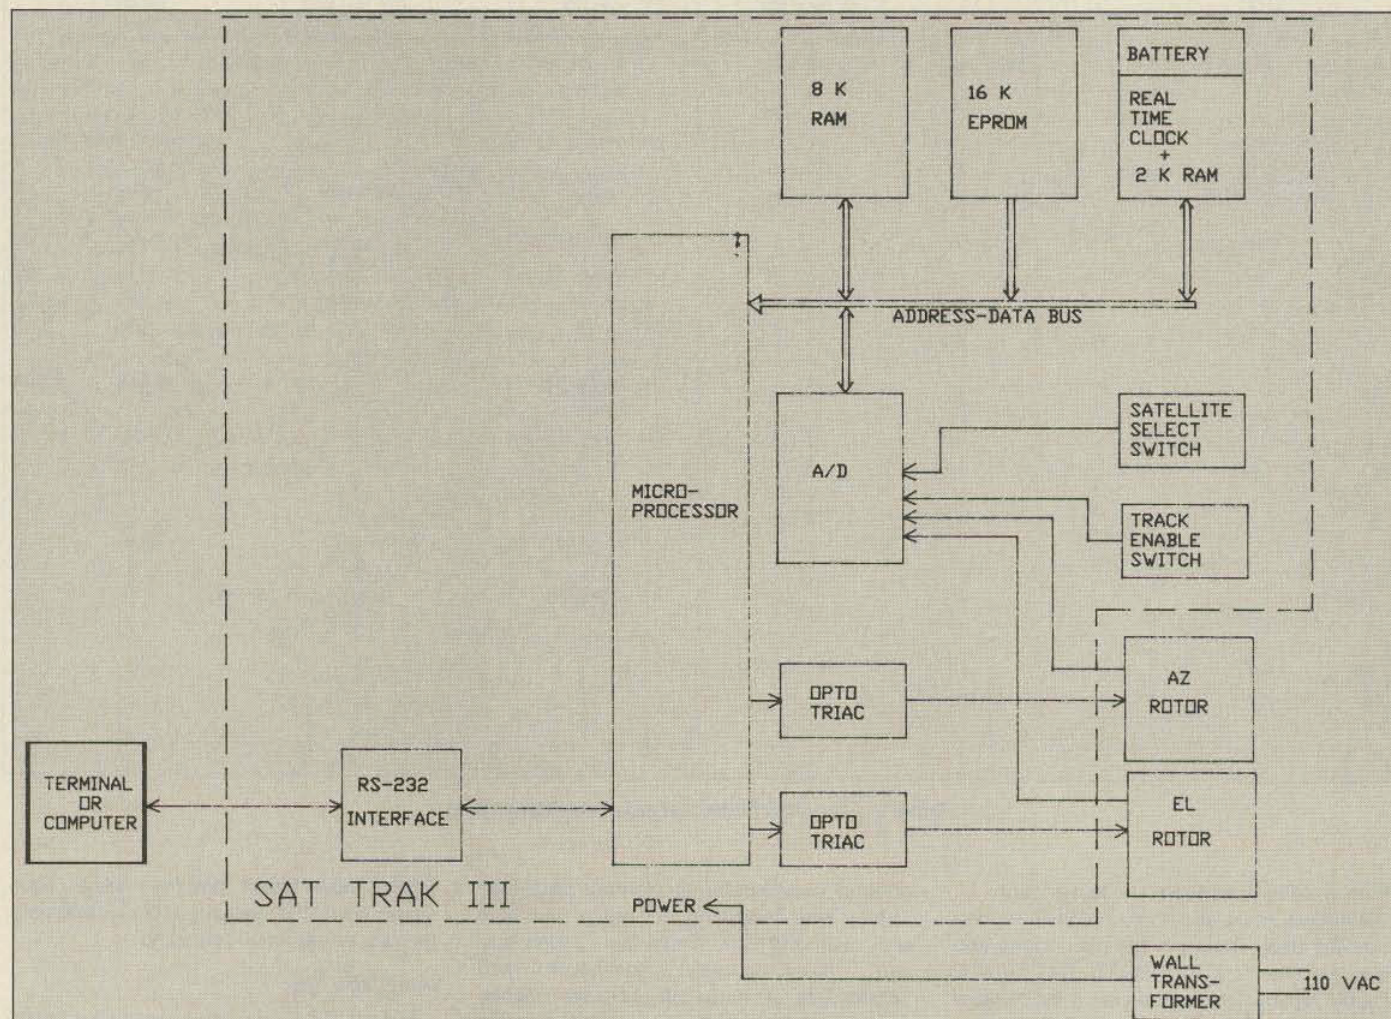 8 K
RAM
16 K
EPROM
BATTERY
REAL
TIME
CLOCK
+
2 K RAM
ADDRESS-DATA BUS
MICRO-
PROCESSOR
A/D
SATELLITE
SELECT
SWITCH
TRACK
ENABLE
SWITCH
OPTO
TRIAC
AZ
ROTOR
TERMINAL
OR
COMPUTER
RS-232
INTERFACE
OPTO
TRIAC
EL
ROTOR
SAT TRAK III
POWER
WALL
TRANS-
FORMER
110 VAC